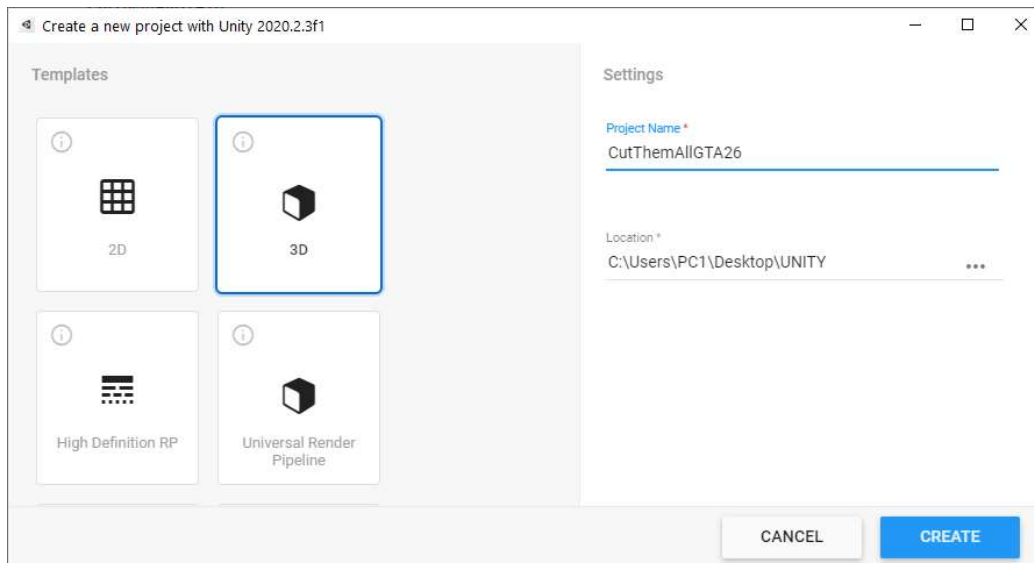 Create a new project with Unity 2020.2.3f1
Templates
2D
3D
High Definition RP
Universal Render
Pipeline
Settings
Project Name *
CutThemAllGTA26
Location *
C:\Users\PC1\Desktop\UNITY
CANCEL
CREATE